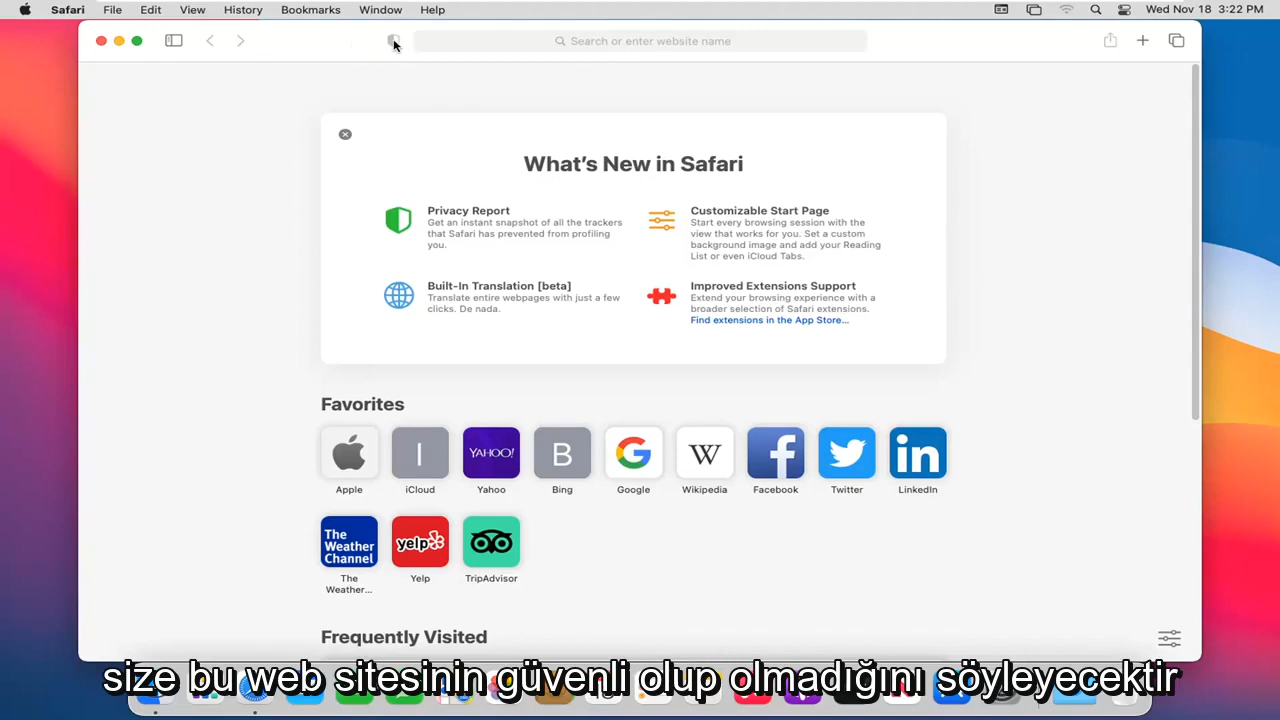 Safari File Edit View History Bookmarks Window Help Wed Nov 18 3:22 PM
Search or enter website name
What's New in Safari
Privacy Report
Get an instant snapshot of all the trackers
that Safari has prevented from profiling
you.
Customizable Start Page
Start every browsing session with the
view that works for you. Set a custom
background image and add your Reading
List or even iCloud Tabs.
Built-In Translation [beta]
Translate entire webpages with just a few
clicks. De nada.
Improved Extensions Support
Extend your browsing experience with a
broader selection of Safari extensions.
Find extensions in the App Store...
Favorites
I YAHOO! B G W f in
Apple iCloud Yahoo Bing Google Wikipedia Facebook Twitter LinkedIn
The
Weather
Channel
yelp
The
Weather...
Yelp TripAdvisor
Frequently Visited
size bu web sitesinin güvenli olup olmadığını söyleyecektir